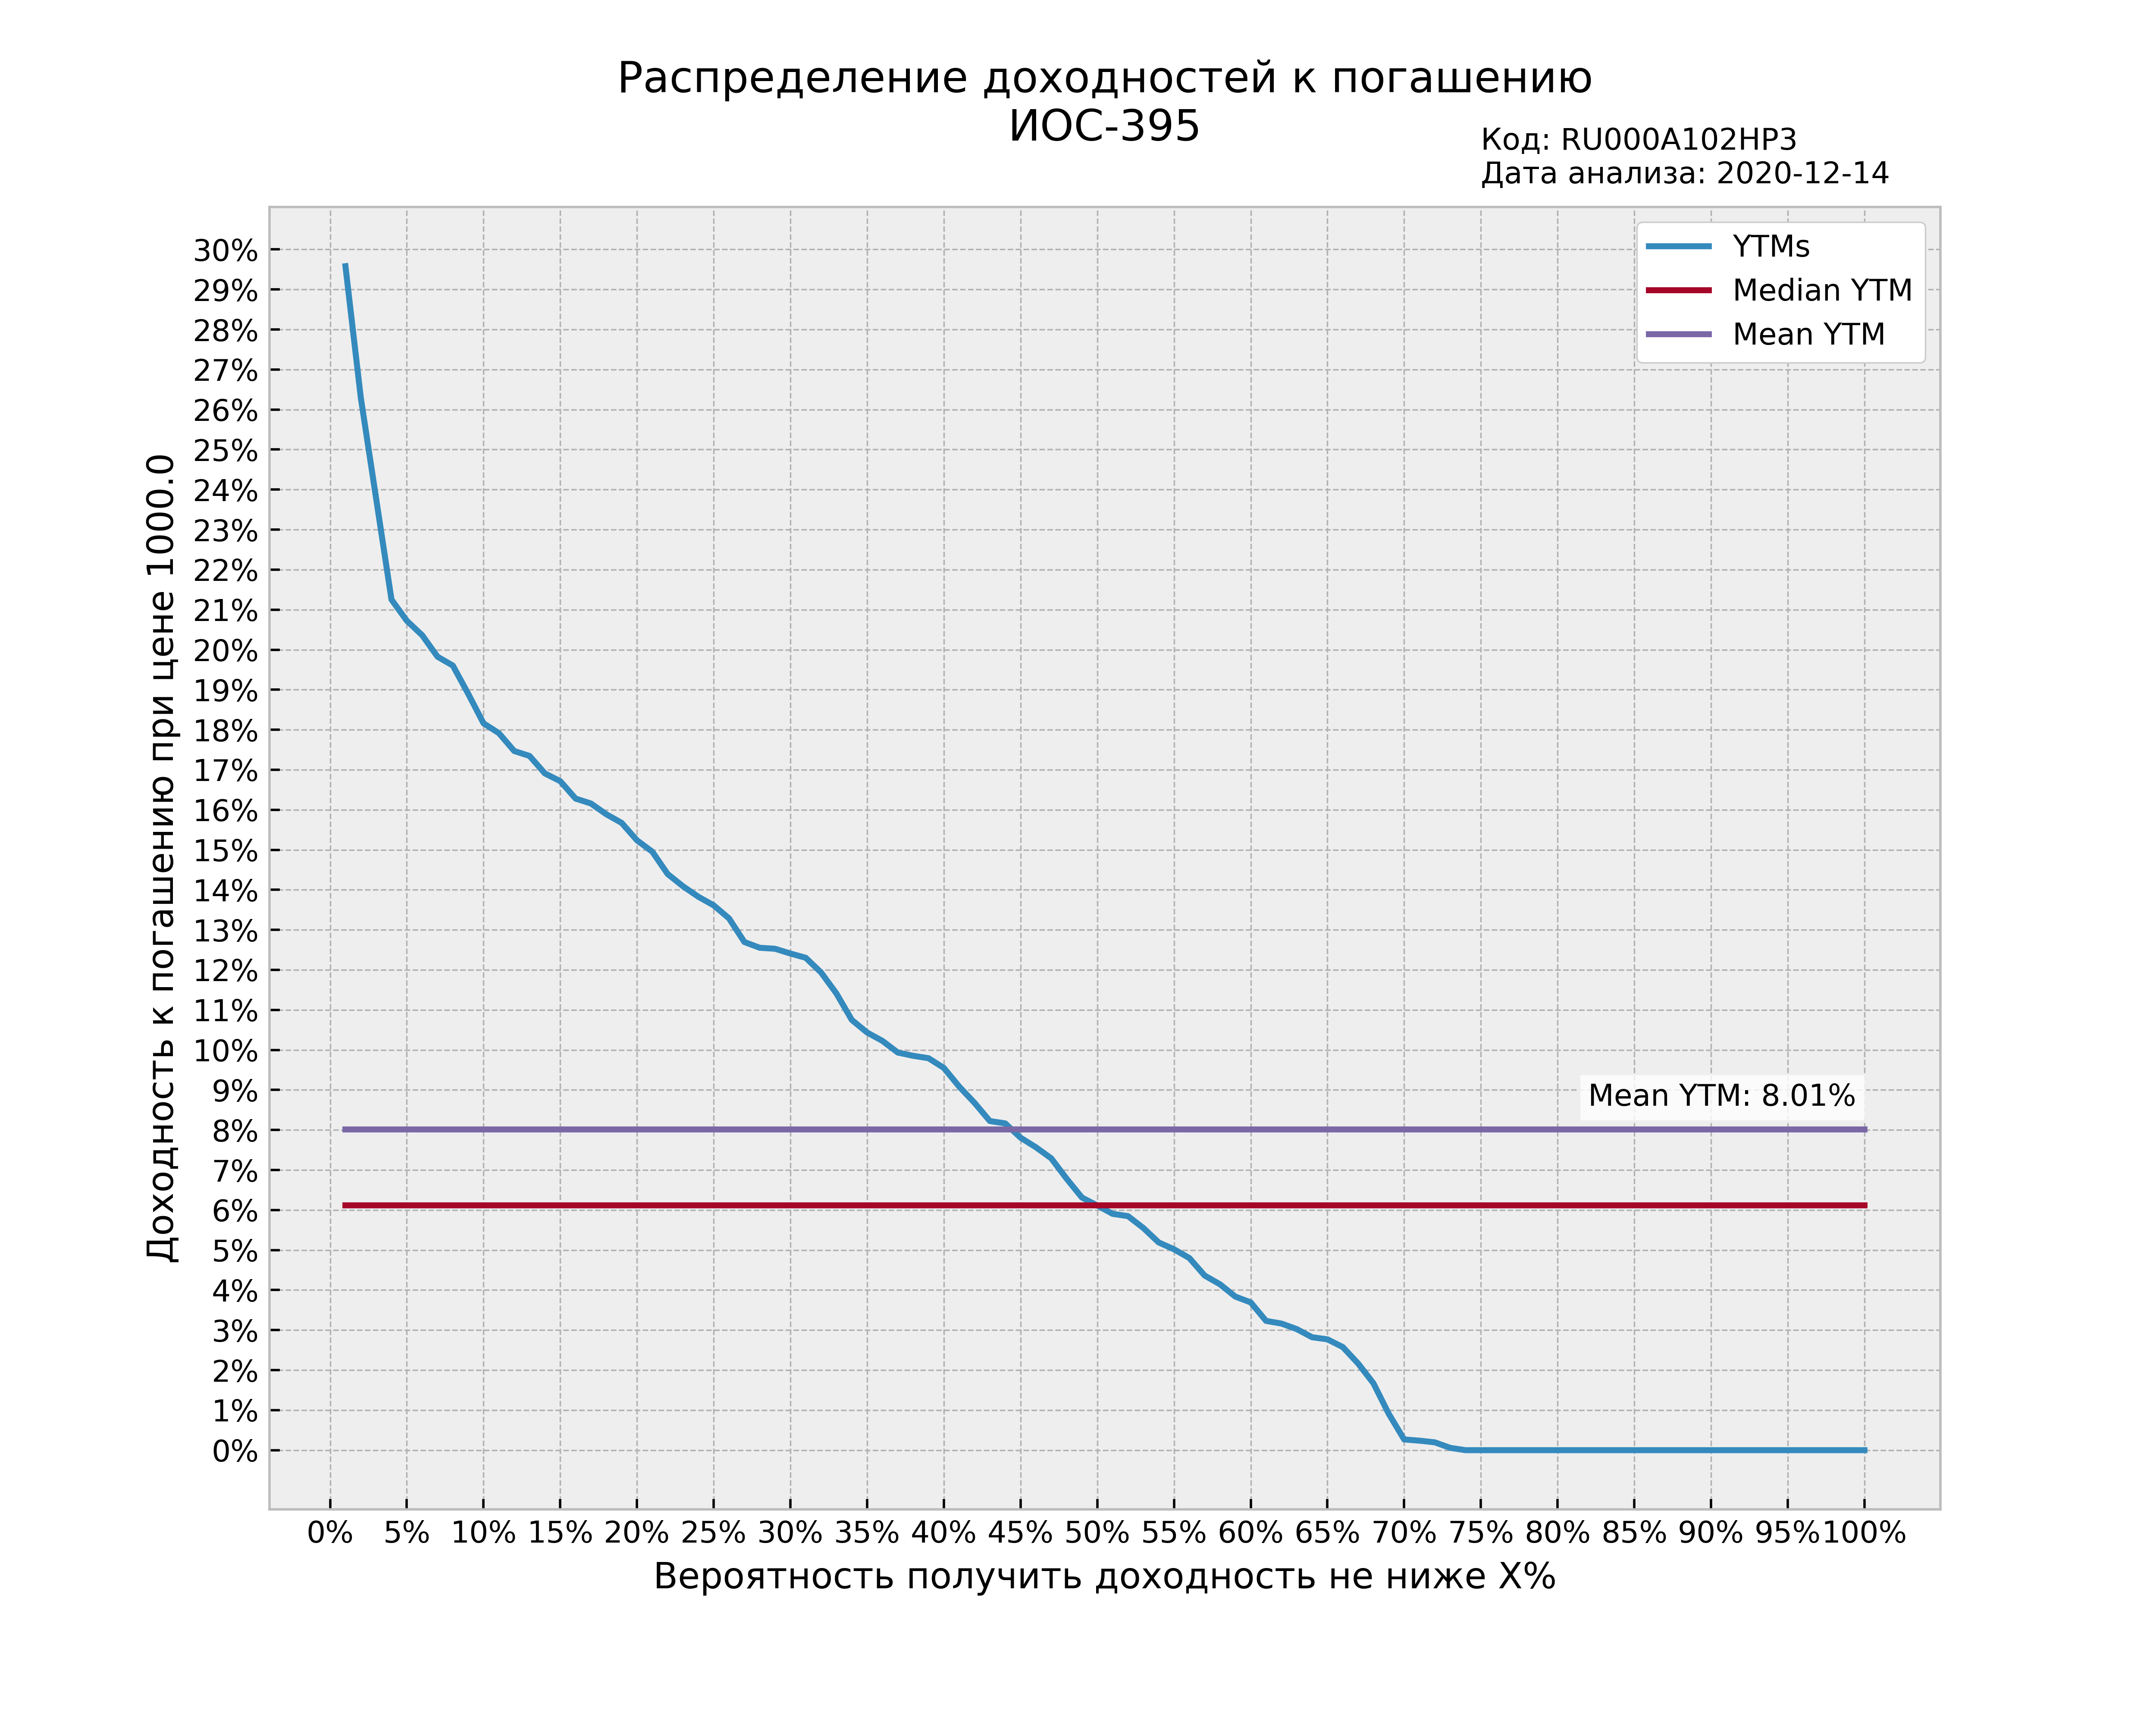 Распределение доходностей к погашению
ИОС-395
Код: RU000A102HP3
Дата анализа: 2020-12-14
YTMs
Median YTM
Mean YTM
Доходность к погашению при цене 1000.0
30%
29%
28%
27%
26%
25%
24%
23%
22%
21%
20%
19%
18%
17%
16%
15%
14%
13%
12%
11%
10%
9%
8%
7%
6%
5%
4%
3%
2%
1%
0%
Mean YTM: 8.01%
0% 5% 10% 15% 20% 25% 30% 35% 40% 45% 50% 55% 60% 65% 70% 75% 80% 85% 90% 95% 100%
Вероятность получить доходность не ниже X%